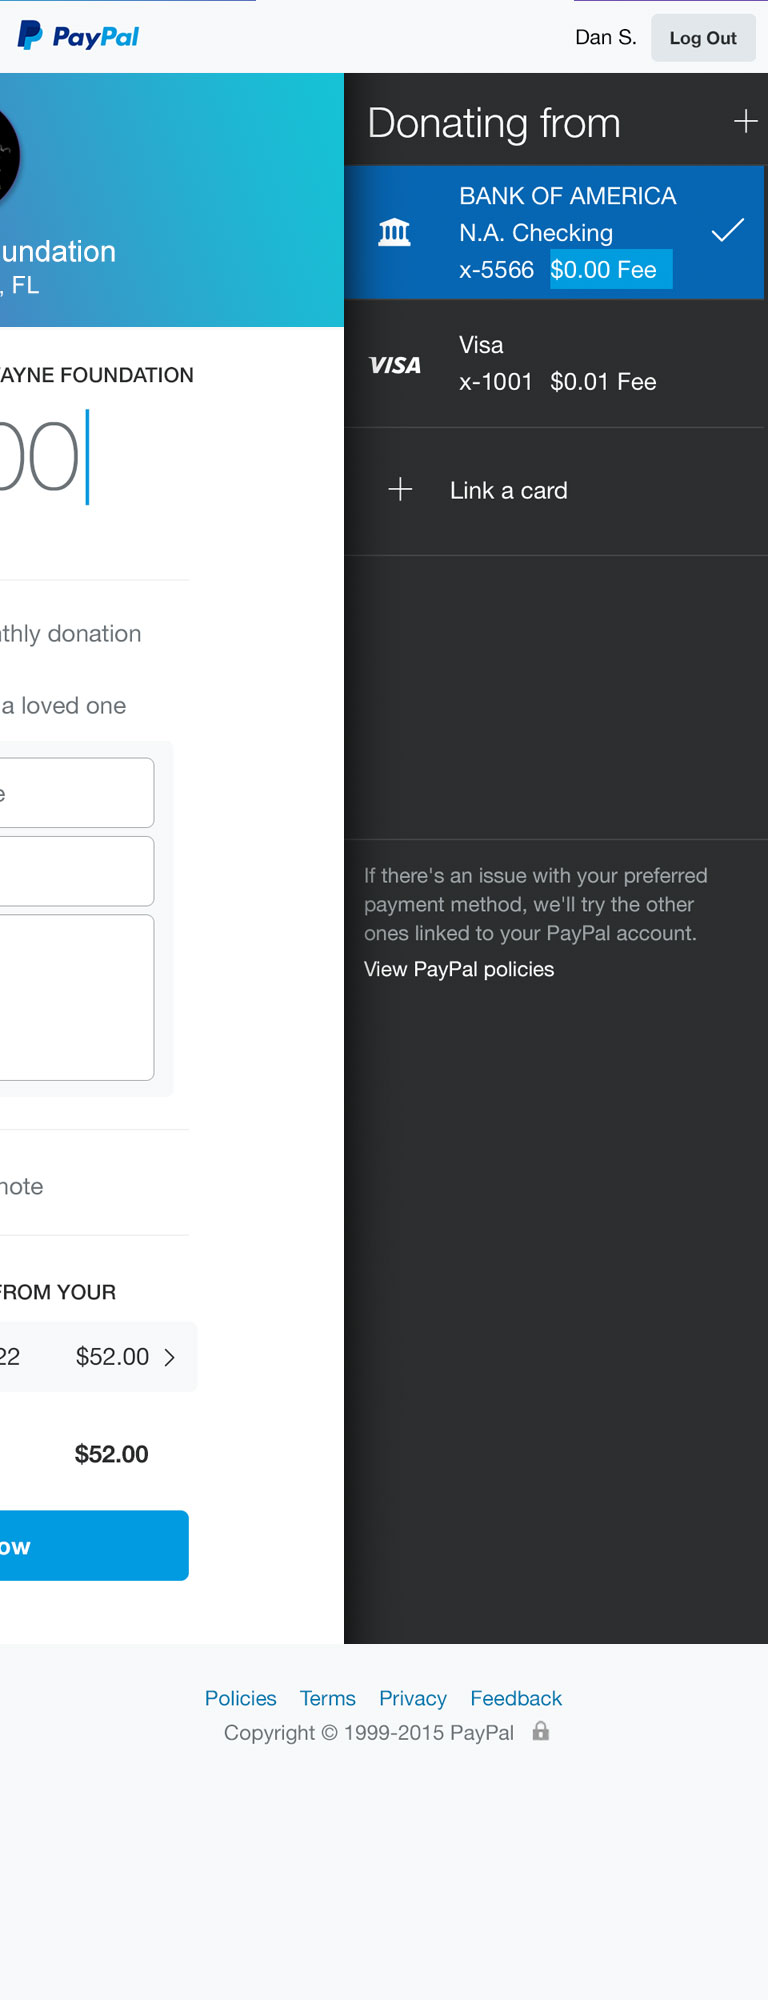 PayPal
Dan S.
Log Out
Donating from
BANK OF AMERICA
N.A. Checking
x-5566 $0.00 Fee
VISA
Visa
x-1001 $0.01 Fee
Link a card
If there's an issue with your preferred
payment method, we'll try the other
ones linked to your PayPal account.
View PayPal policies
undation
, FL
AYNE FOUNDATION
00
thly donation
a loved one
e
note
FROM YOUR
22 $52.00
$52.00
ow
Policies Terms Privacy Feedback
Copyright © 1999-2015 PayPal